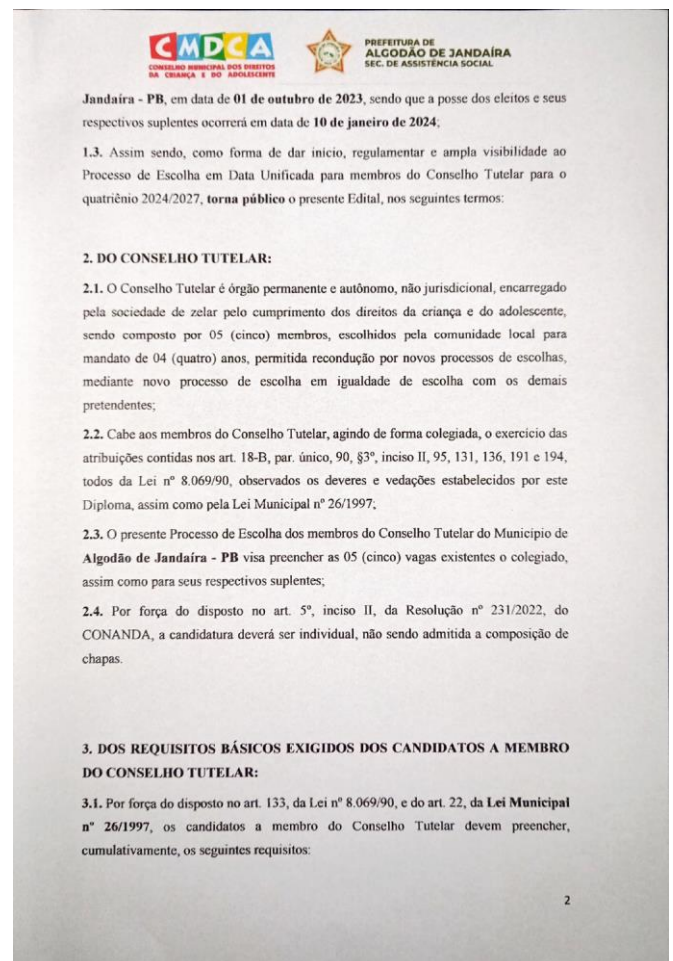 CMDCA
CONSELHO MUNICIPAL DOS DIREITOS
DA CRIANÇA E DO ADOLESCENTE
PREFEITURA DE
ALGODÃO DE JANDAÍRA
SEC. DE ASSISTÊNCIA SOCIAL
Jandaíra - PB, em data de 01 de outubro de 2023, sendo que a posse dos eleitos e seus
respectivos suplentes ocorrerá em data de 10 de janeiro de 2024;
1.3. Assim sendo, como forma de dar início, regulamentar e ampla visibilidade ao
Processo de Escolha em Data Unificada para membros do Conselho Tutelar para o
quatriênio 2024/2027, torna público o presente Edital, nos seguintes termos:
2. DO CONSELHO TUTELAR:
2.1. O Conselho Tutelar é órgão permanente e autônomo, não jurisdicional, encarregado
pela sociedade de zelar pelo cumprimento dos direitos da criança e do adolescente,
sendo composto por 05 (cinco) membros, escolhidos pela comunidade local para
mandato de 04 (quatro) anos, permitida recondução por novos processos de escolhas,
mediante novo processo de escolha em igualdade de escolha com os demais
pretendentes;
2.2. Cabe aos membros do Conselho Tutelar, agindo de forma colegiada, o exercício das
atribuições contidas nos art. 18-B, par. único, 90, §3º, inciso II, 95, 131, 136, 191 e 194,
todos da Lei nº 8.069/90, observados os deveres e vedações estabelecidos por este
Diploma, assim como pela Lei Municipal nº 26/1997;
2.3. O presente Processo de Escolha dos membros do Conselho Tutelar do Município de
Algodão de Jandaíra - PB visa preencher as 05 (cinco) vagas existentes o colegiado,
assim como para seus respectivos suplentes;
2.4. Por força do disposto no art. 5º, inciso II, da Resolução nº 231/2022, do
CONANDA, a candidatura deverá ser individual, não sendo admitida a composição de
chapas.
3. DOS REQUISITOS BÁSICOS EXIGIDOS DOS CANDIDATOS A MEMBRO
DO CONSELHO TUTELAR:
3.1. Por força do disposto no art. 133, da Lei nº 8.069/90, e do art. 22, da Lei Municipal
nº 26/1997, os candidatos a membro do Conselho Tutelar devem preencher,
cumulativamente, os seguintes requisitos:
2